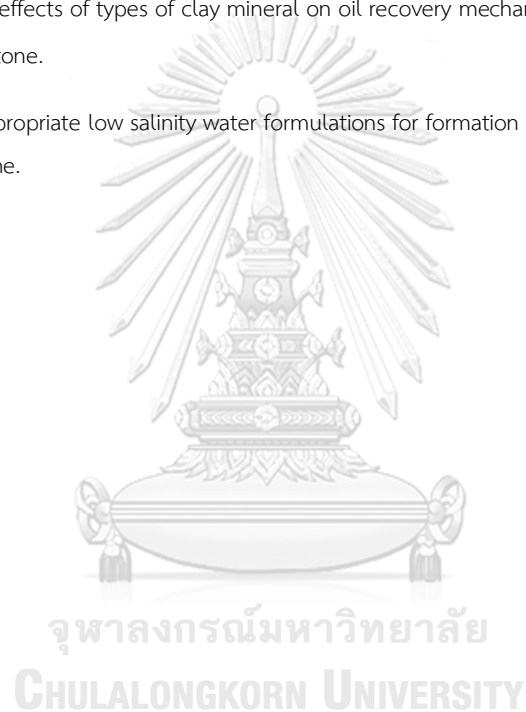 effects of types of clay mineral on oil recovery mechan
tone.
propriate low salinity water formulations for formation
ne.
จุฬาลงกรณ์มหาวิทยาลัย
CHULALONGKORN UNIVERSITY